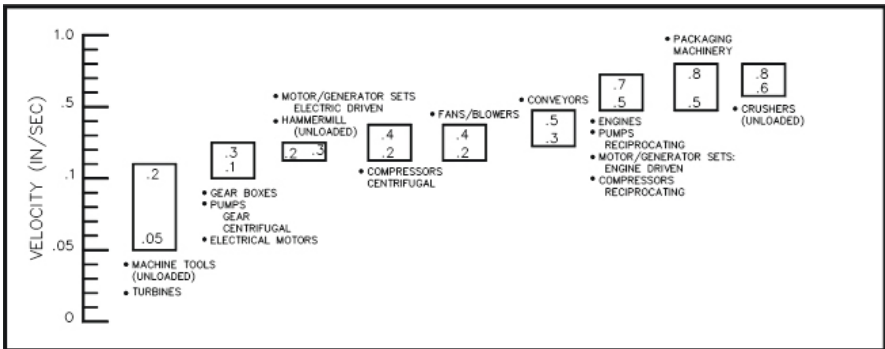 VELOCITY (IN/SEC)
1.0
.5
.1
.05
0
.2
.05
• MACHINE TOOLS
(UNLOADED)
• TURBINES
.3
.1
• GEAR BOXES
• PUMPS
GEAR
CENTRIFUGAL
• ELECTRICAL MOTORS
• MOTOR/GENERATOR SETS
ELECTRIC DRIVEN
• HAMMERMILL
(UNLOADED)
.2 .3
.4
.2
• COMPRESSORS
CENTRIFUGAL
• FANS/BLOWERS
.4
.2
• CONVEYORS
.5
.3
.7
.5
• ENGINES
• PUMPS
RECIPROCATING
• MOTOR/GENERATOR SETS:
ENGINE DRIVEN
• COMPRESSORS
RECIPROCATING
• PACKAGING
MACHINERY
.8
.5
.8
.6
• CRUSHERS
(UNLOADED)